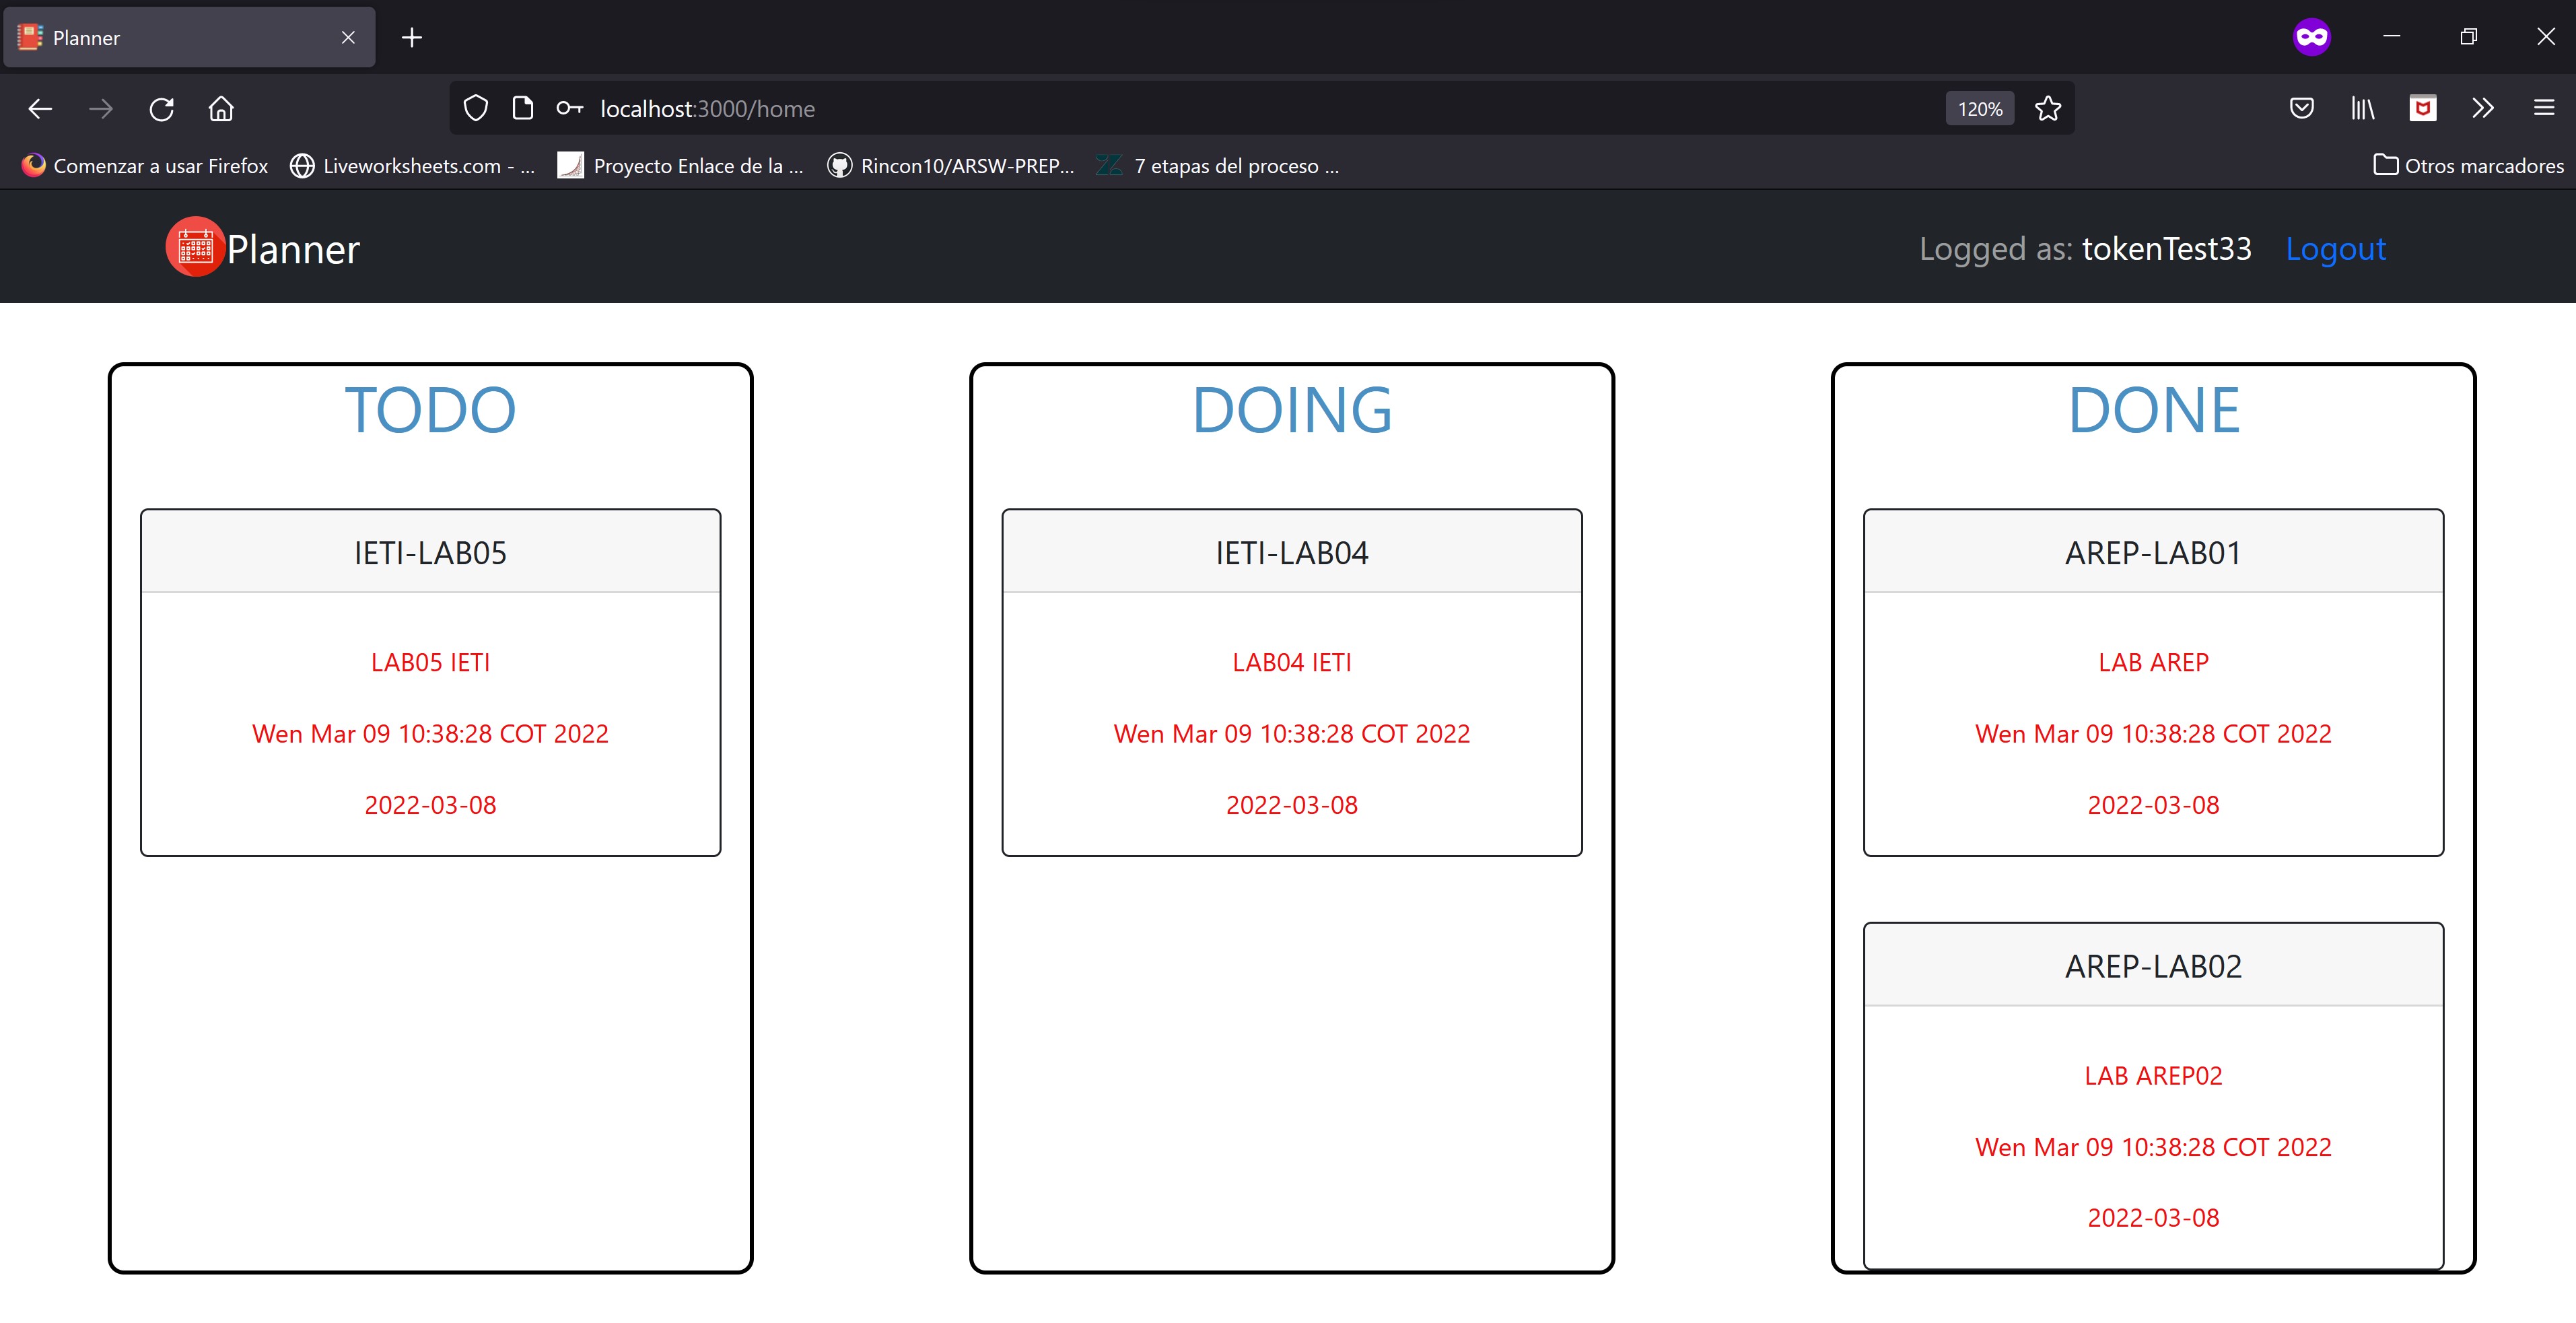 Planner
localhost:3000/home
120%
Comenzar a usar Firefox
Liveworksheets.com - ...
Proyecto Enlace de la ...
Rincon10/ARSW-PREP...
7 etapas del proceso ...
Otros marcadores
Planner
Logged as: tokenTest33
Logout
TODO
IETI-LAB05
LAB05 IETI
Wen Mar 09 10:38:28 COT 2022
2022-03-08
DOING
IETI-LAB04
LAB04 IETI
Wen Mar 09 10:38:28 COT 2022
2022-03-08
DONE
AREP-LAB01
LAB AREP
Wen Mar 09 10:38:28 COT 2022
2022-03-08
AREP-LAB02
LAB AREP02
Wen Mar 09 10:38:28 COT 2022
2022-03-08